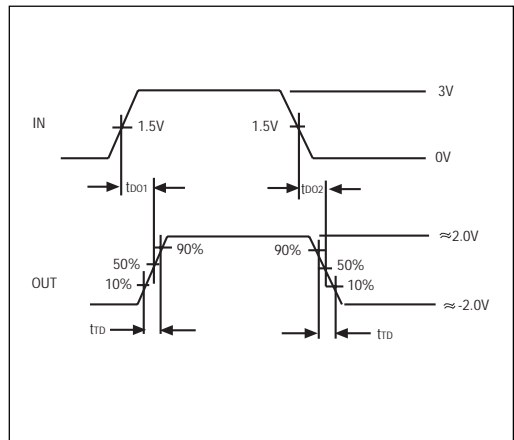 3V
IN
1.5V
1.5V
0V
tDO1
tDO2
≈2.0V
90%
90%
50%
50%
OUT
10%
10%
≈-2.0V
tTD
tTD